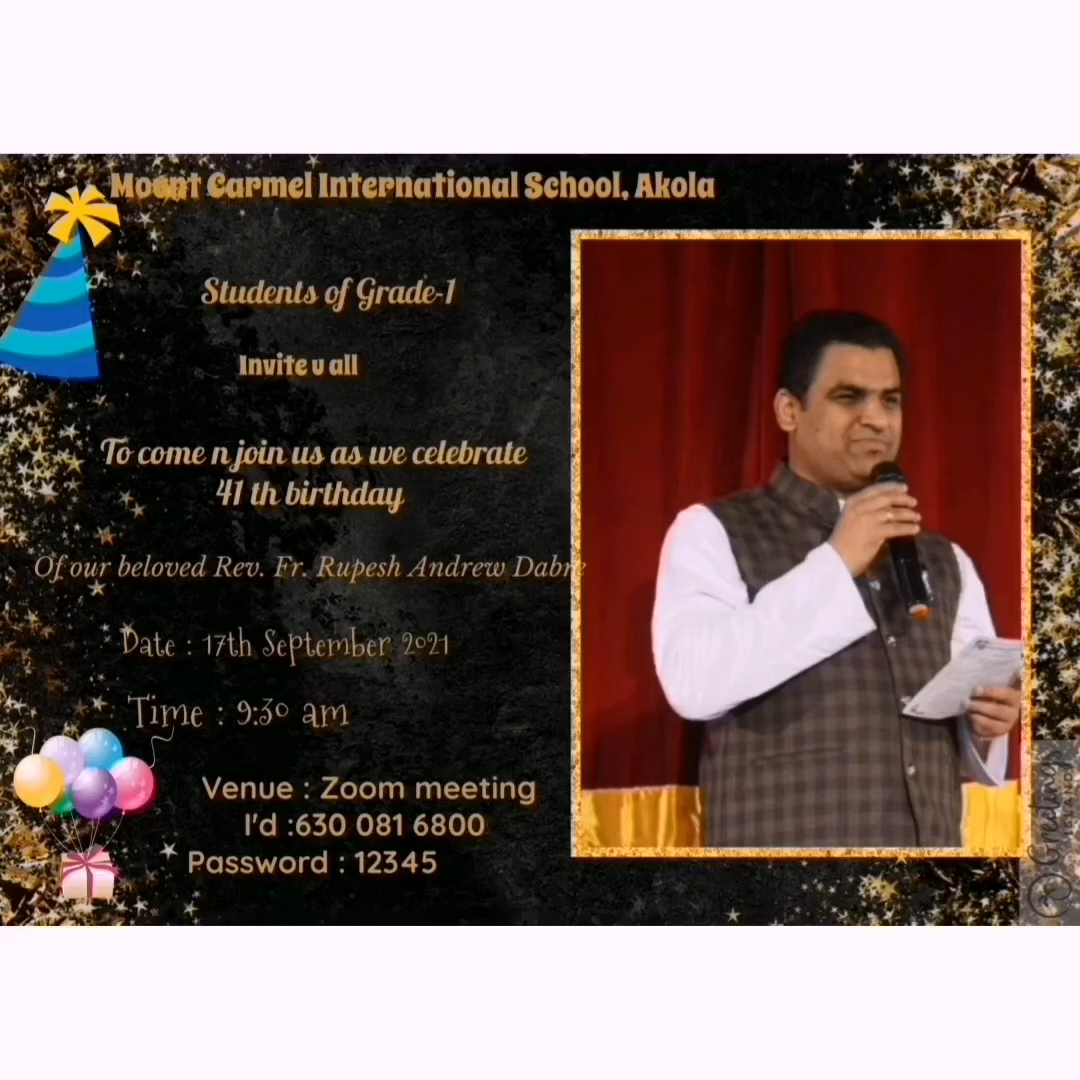 Mount Carmel International School, Akola
Students of Grade-1
Invite u all
To come n join us as we celebrate
41 th birthday
Of our beloved Rev. Fr. Rupesh Andrew Dabre
Date : 17th September 2021
Time : 9:30 am
Venue : Zoom meeting
I'd :630 081 6800
Password : 12345